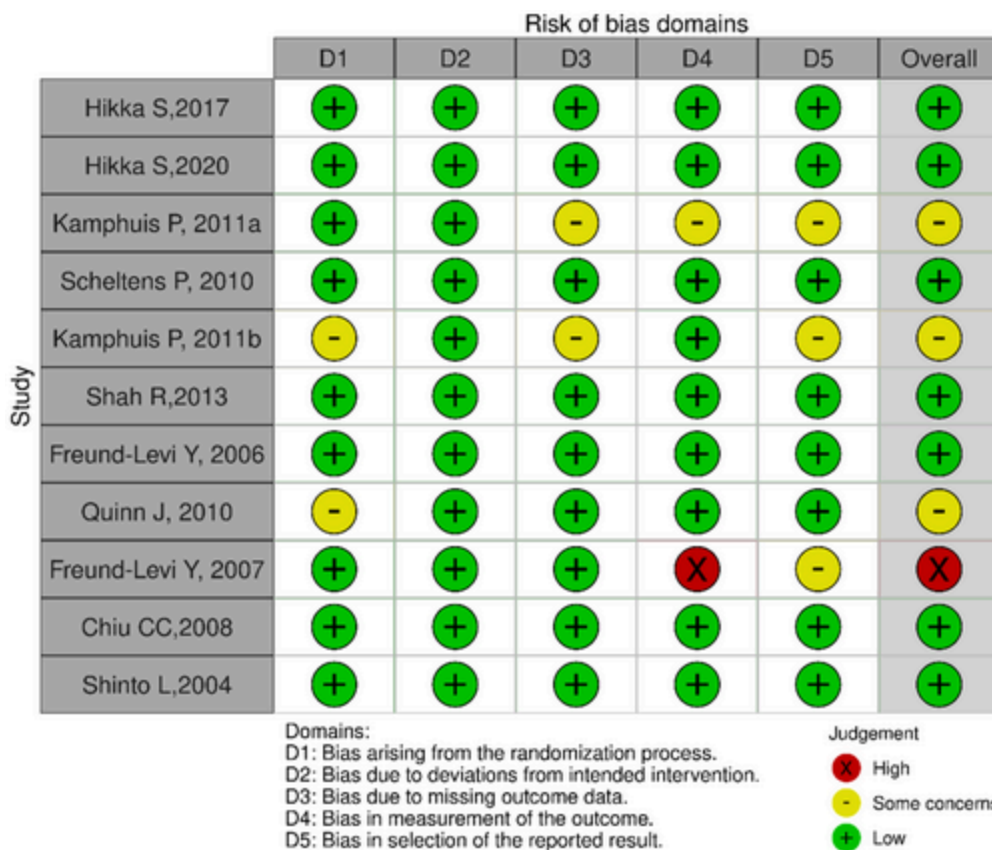 Risk of bias domains
D1 D2 D3 D4 D5 Overall
Study
Hikka S,2017 + + + + + +
Hikka S,2020 + + + + + +
Kamphuis P, 2011a + + - - - -
Scheltens P, 2010 + + + + + +
Kamphuis P, 2011b - + - + - -
Shah R,2013 + + + + + +
Freund-Levi Y, 2006 + + + + + +
Quinn J, 2010 - + + + + -
Freund-Levi Y, 2007 + + + X - X
Chiu CC,2008 + + + + + +
Shinto L,2004 + + + + + +
Domains:
D1: Bias arising from the randomization process.
D2: Bias due to deviations from intended intervention.
D3: Bias due to missing outcome data.
D4: Bias in measurement of the outcome.
D5: Bias in selection of the reported result.
Judgement
X High
- Some concerns
+ Low